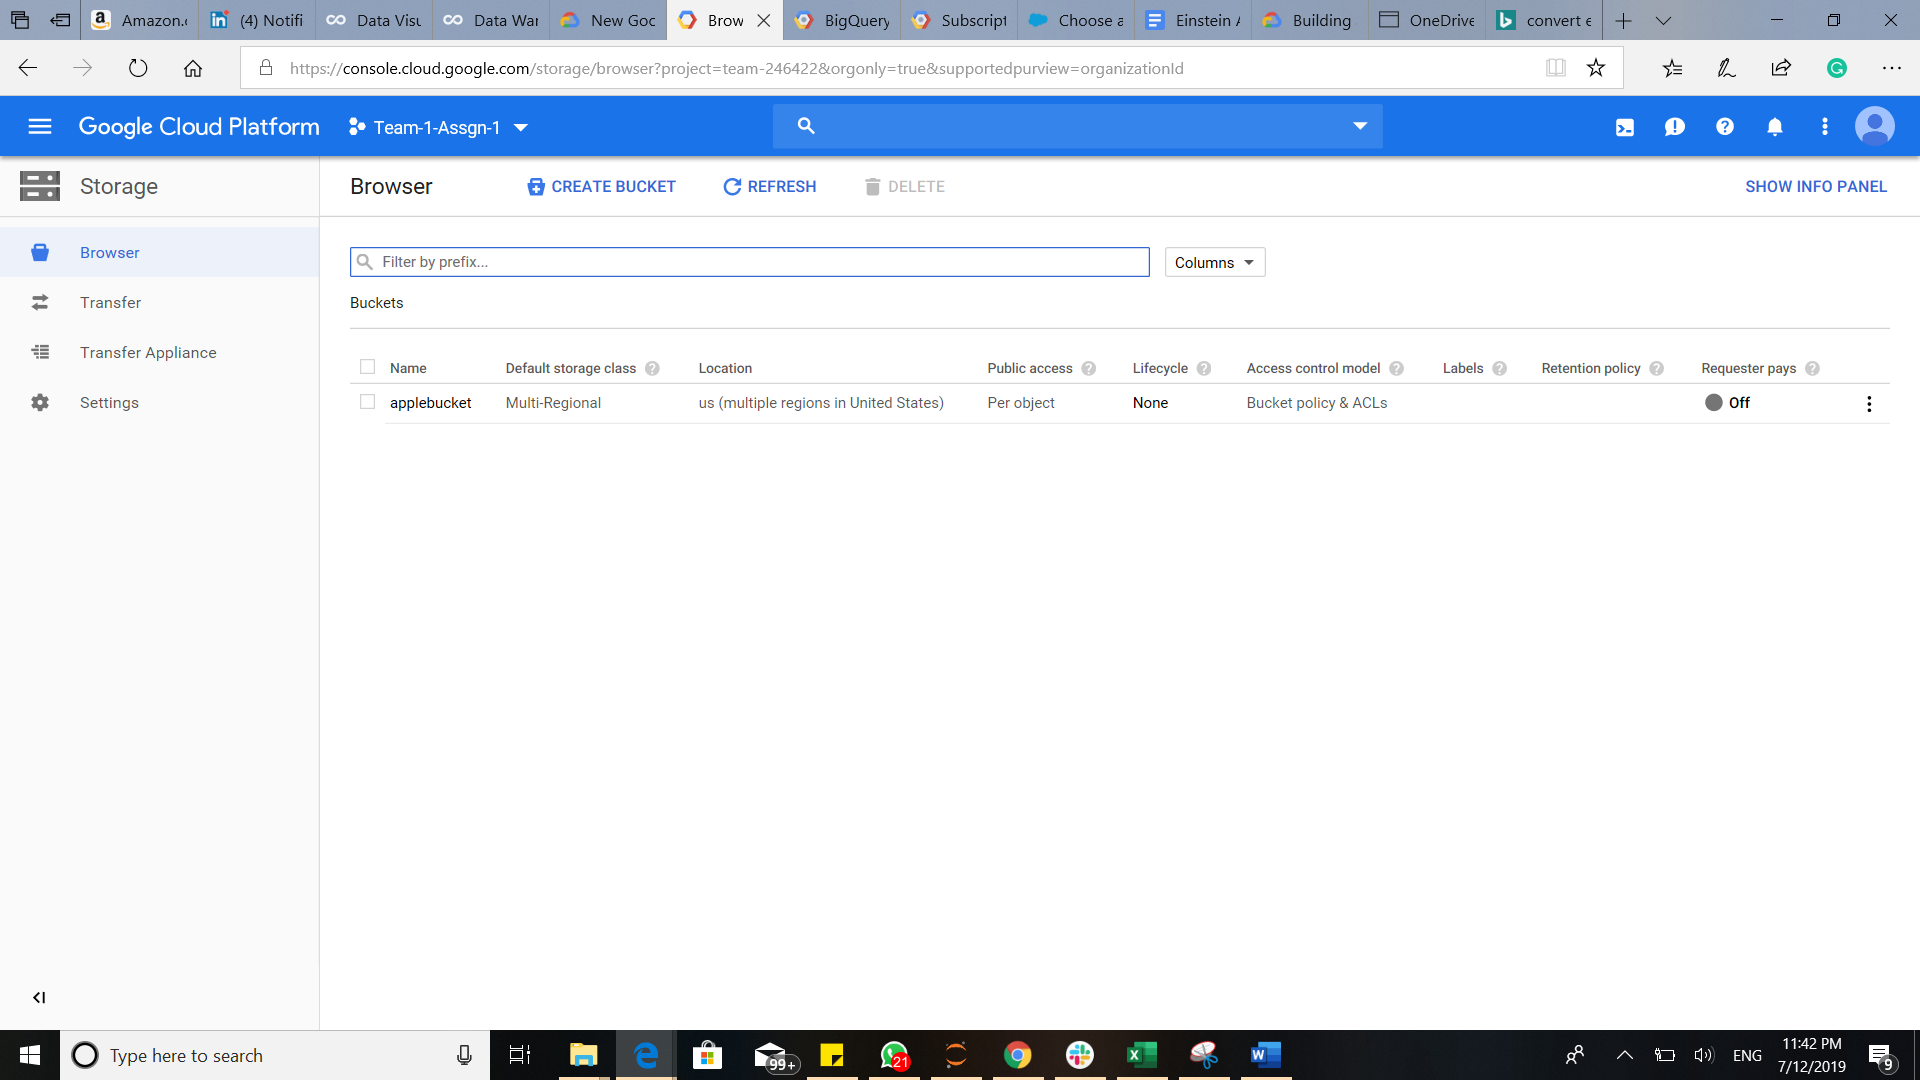 Amazon.c
(4) Notifi
Data Visu
Data War
New Goo
Brow
BigQuery
Subscript
Choose a
Einstein A
Building
OneDrive
convert e
https://console.cloud.google.com/storage/browser?project=team-246422&orgonly=true&supportedpurview=organizationId
Google Cloud Platform
Team-1-Assgn-1
Storage
Browser
CREATE BUCKET
REFRESH
DELETE
SHOW INFO PANEL
Browser
Transfer
Transfer Appliance
Settings
Filter by prefix...
Columns
Buckets
Name Default storage class Location Public access Lifecycle Access control model Labels Retention policy Requester pays
applebucket Multi-Regional us (multiple regions in United States) Per object None Bucket policy & ACLs Off
Type here to search
99+
21
ENG
11:42 PM
7/12/2019
9